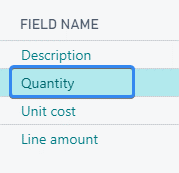 FIELD NAME
Description
Quantity
Unit cost
Line amount